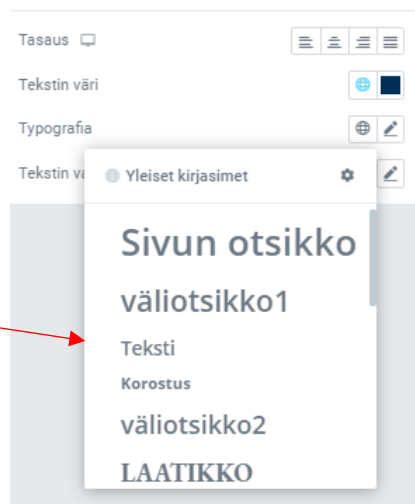 Tasaus
Tekstin väri
Typografia
Tekstin va
Yleiset kirjasimet
Sivun otsikko
väliotsikko1
Teksti
Korostus
väliotsikko2
LAATIKKO